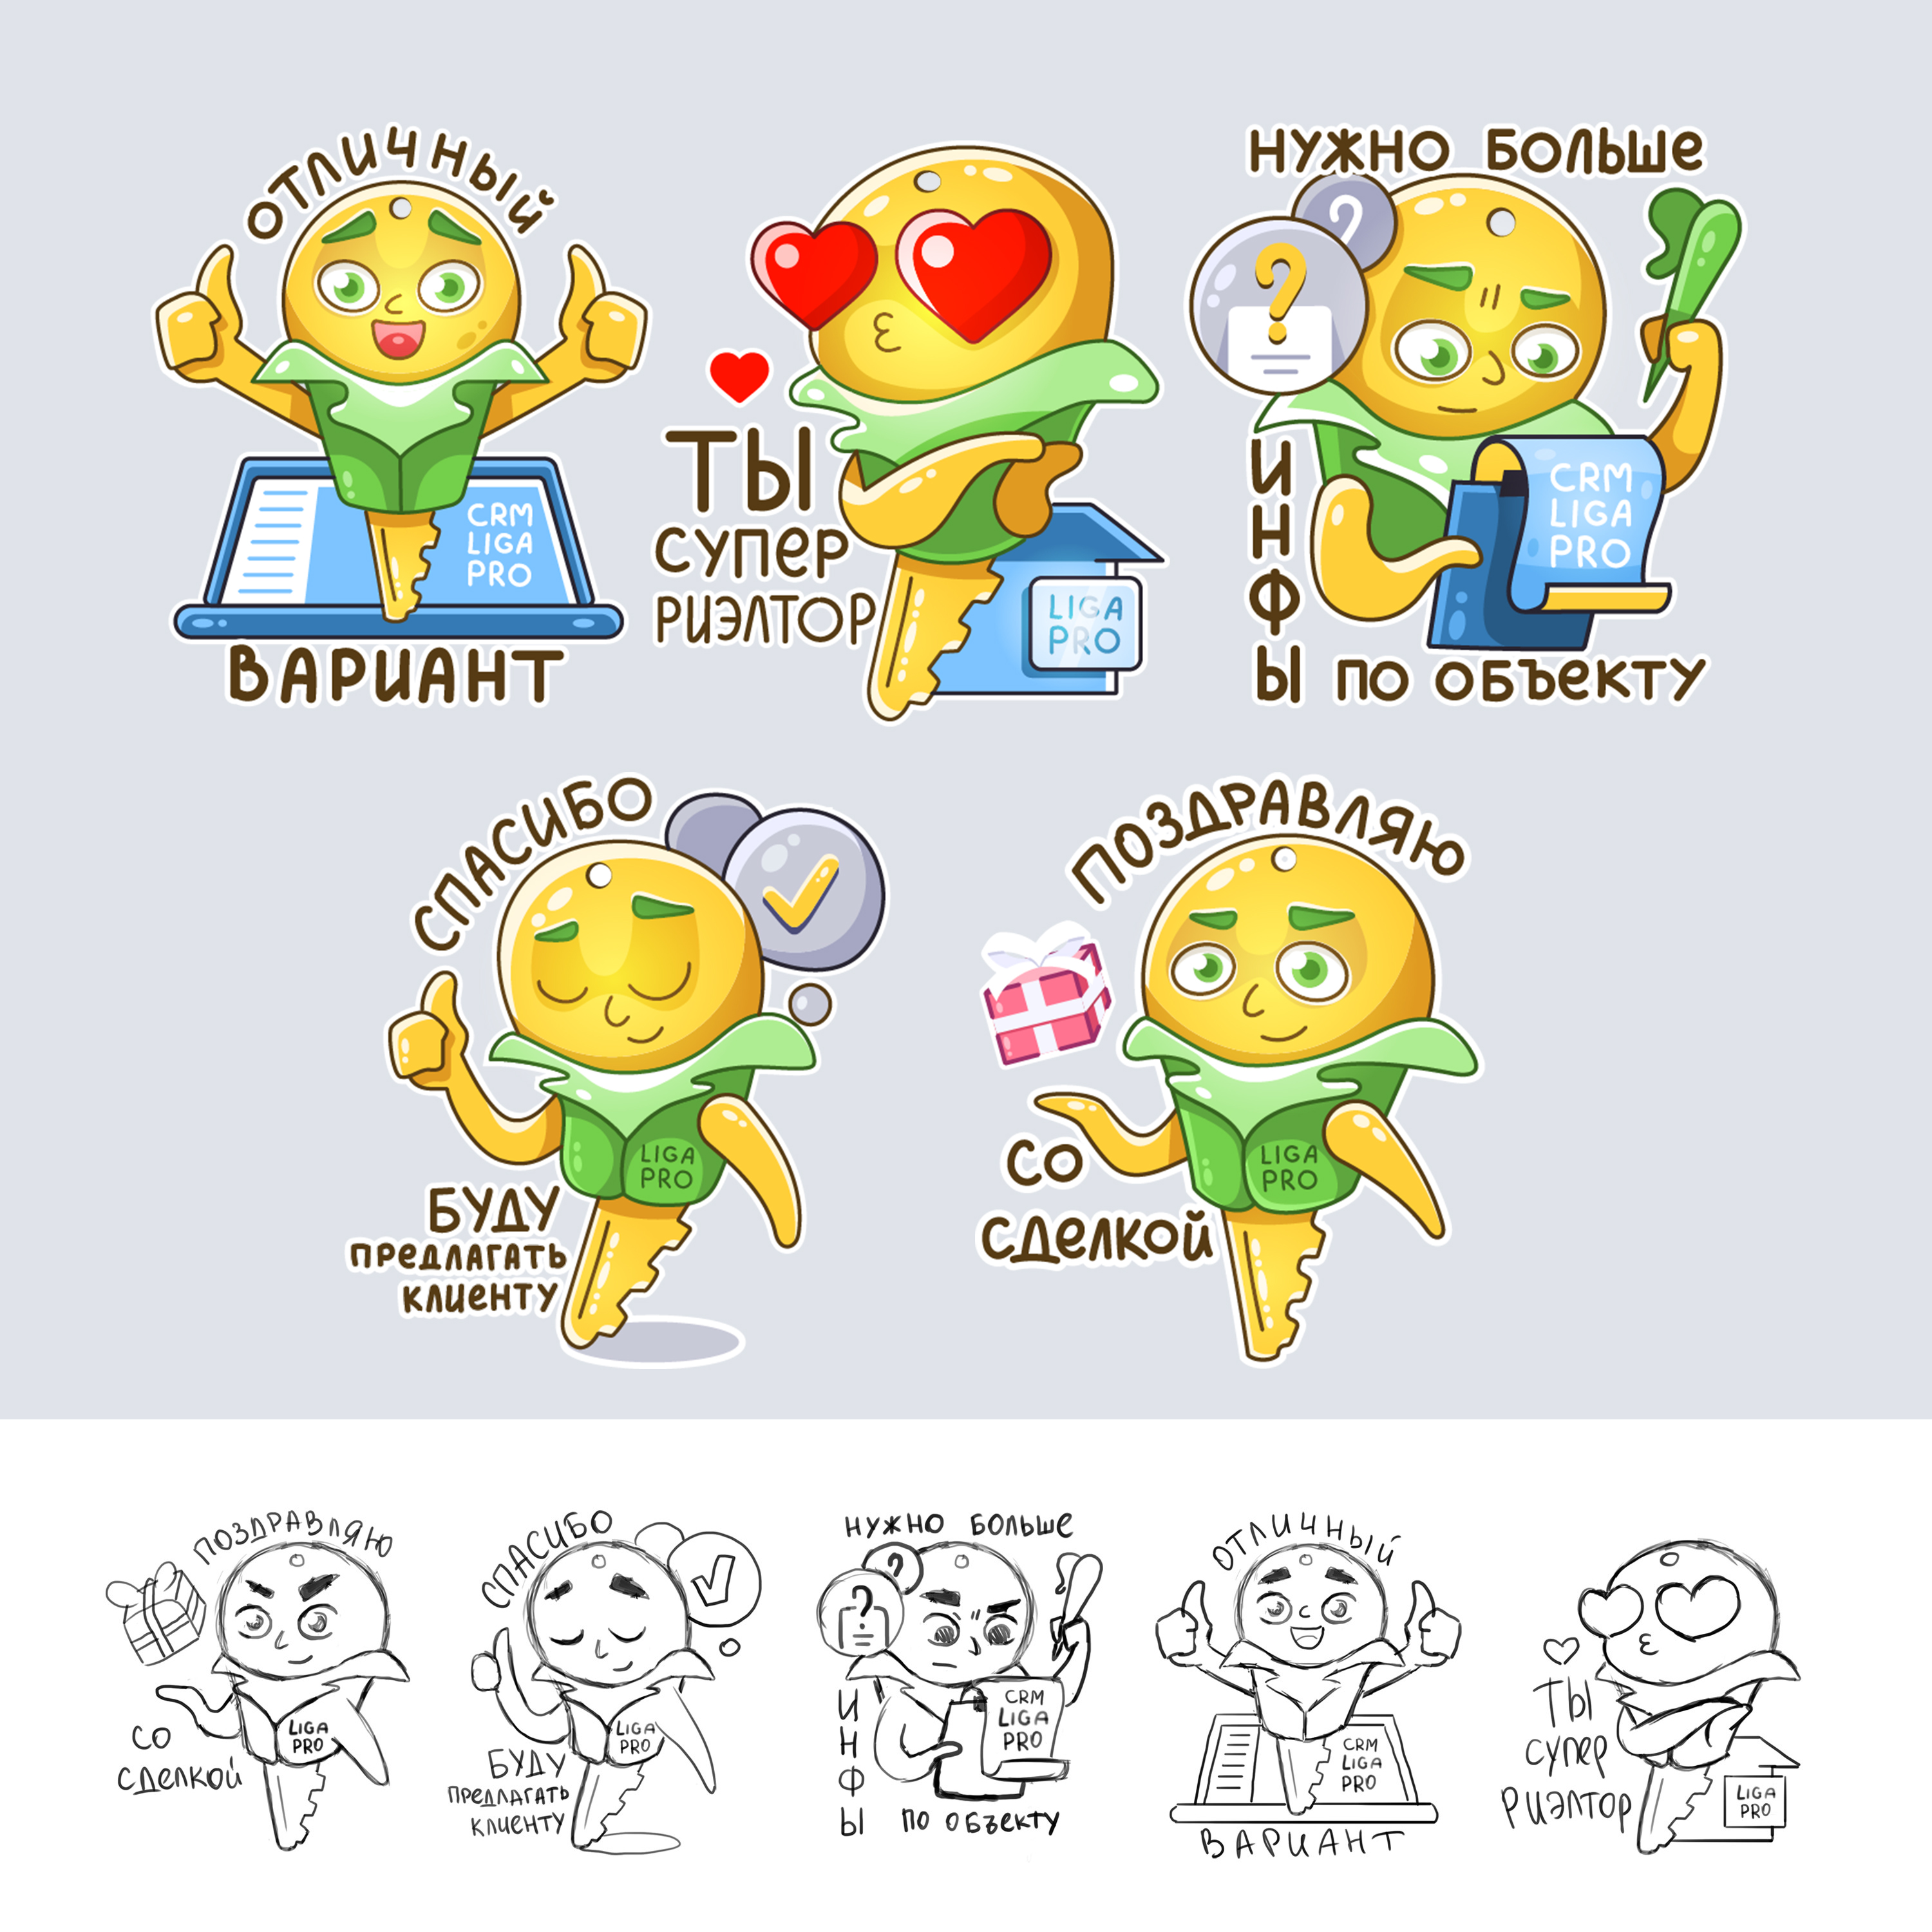 ОТЛИЧНЫЙ
CRM
LIGA
PRO
ВАРИАНТ
ТЫ
СУПЕР
РИЭЛТОР
LIGA
PRO
НУЖНО БОЛЬШЕ
?
?
И
Н
Ф
Ы ПО ОБЪЕКТУ
CRM
LIGA
PRO
СПАСИБО
LIGA
PRO
БУДУ
ПРЕДЛАГАТЬ
КЛИЕНТУ
ПОЗДРАВЛЯЮ
LIGA
PRO
СО
СДЕЛКОЙ
ПОЗДРАВЛЯЮ
LIGA
PRO
СО
СДЕЛКОЙ
СПАСИБО
LIGA
PRO
БУДУ
ПРЕДЛАГАТЬ
КЛИЕНТУ
НУЖНО БОЛЬШЕ
?
?
CRM
LIGA
PRO
И
Н
Ф
Ы ПО ОБЪЕКТУ
ОТЛИЧНЫЙ
CRM
LIGA
PRO
ВАРИАНТ
ТЫ
СУПЕР
РИЭЛТОР
LIGA
PRO